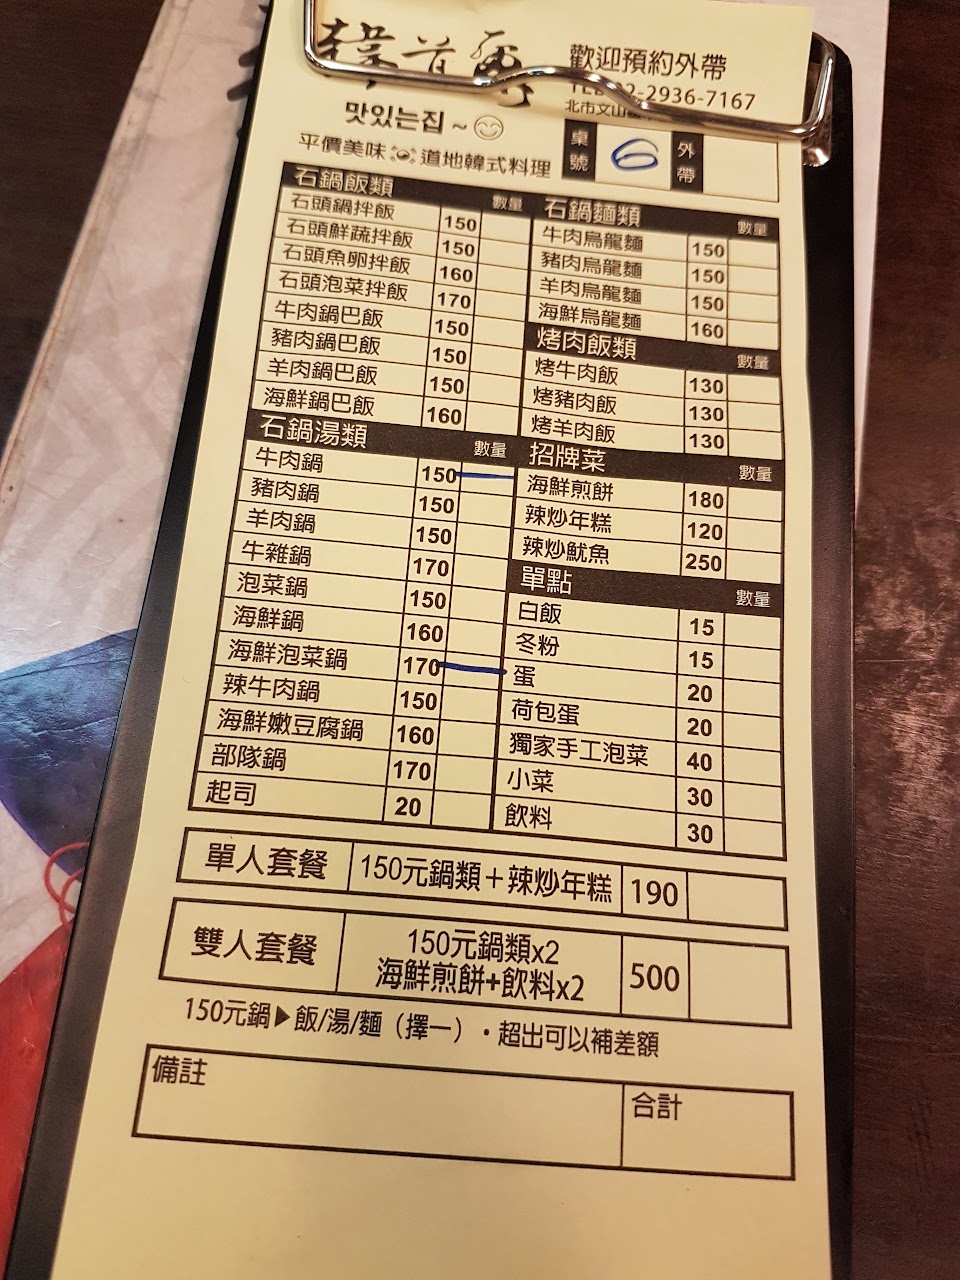 韓首爾
歡迎預約外帶
TEL 02-2936-7167
北市文山
맛있는집~
平價美味 道地韓式料理
桌號 6 外帶
石鍋飯類 數量
石頭鍋拌飯 150
石頭鮮蔬拌飯 150
石頭魚卵拌飯 160
石頭泡菜拌飯 170
牛肉鍋巴飯 150
豬肉鍋巴飯 150
羊肉鍋巴飯 150
海鮮鍋巴飯 160
石鍋湯類 數量
牛肉鍋 150
豬肉鍋 150
羊肉鍋 150
牛雜鍋 170
泡菜鍋 150
海鮮鍋 160
海鮮泡菜鍋 170
辣牛肉鍋 150
海鮮嫩豆腐鍋 160
部隊鍋 170
起司 20
石鍋麵類 數量
牛肉烏龍麵 150
豬肉烏龍麵 150
羊肉烏龍麵 150
海鮮烏龍麵 160
烤肉飯類 數量
烤牛肉飯 130
烤豬肉飯 130
烤羊肉飯 130
招牌菜 數量
海鮮煎餅 180
辣炒年糕 120
辣炒魷魚 250
單點 數量
白飯 15
冬粉 15
蛋 20
荷包蛋 20
獨家手工泡菜 40
小菜 30
飲料 30
單人套餐 150元鍋類＋辣炒年糕 190
雙人套餐 150元鍋類x2
海鮮煎餅+飲料x2 500
150元鍋▶飯/湯/麵（擇一）・超出可以補差額
備註 合計